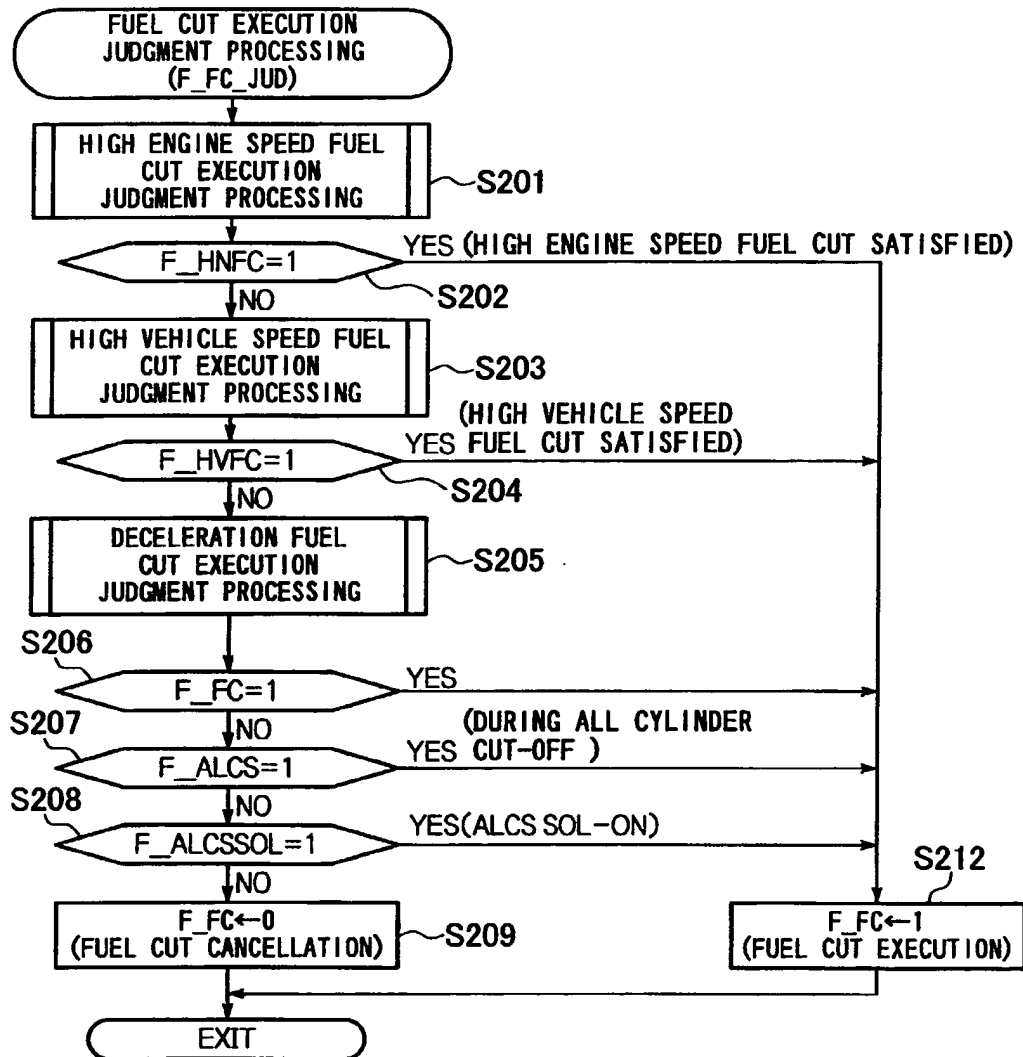 FUEL CUT EXECUTION
JUDGMENT PROCESSING
(F_FC_JUD)
HIGH ENGINE SPEED FUEL
CUT EXECUTION
JUDGMENT PROCESSING
S201
F_HNFC=1
YES (HIGH ENGINE SPEED FUEL CUT SATISFIED)
S202
NO
HIGH VEHICLE SPEED FUEL
CUT EXECUTION
JUDGMENT PROCESSING
S203
F_HVFC=1
(HIGH VEHICLE SPEED
YES FUEL CUT SATISFIED)
S204
NO
DECELERATION FUEL
CUT EXECUTION
JUDGMENT PROCESSING
S205
S206
F_FC=1
YES
NO
S207
F_ALCS=1
(DURING ALL CYLINDER
YES CUT-OFF )
NO
S208
F_ALCSSOL=1
YES(ALCS SOL-ON)
NO
F_FC←0
(FUEL CUT CANCELLATION)
S209
S212
F_FC←1
(FUEL CUT EXECUTION)
EXIT